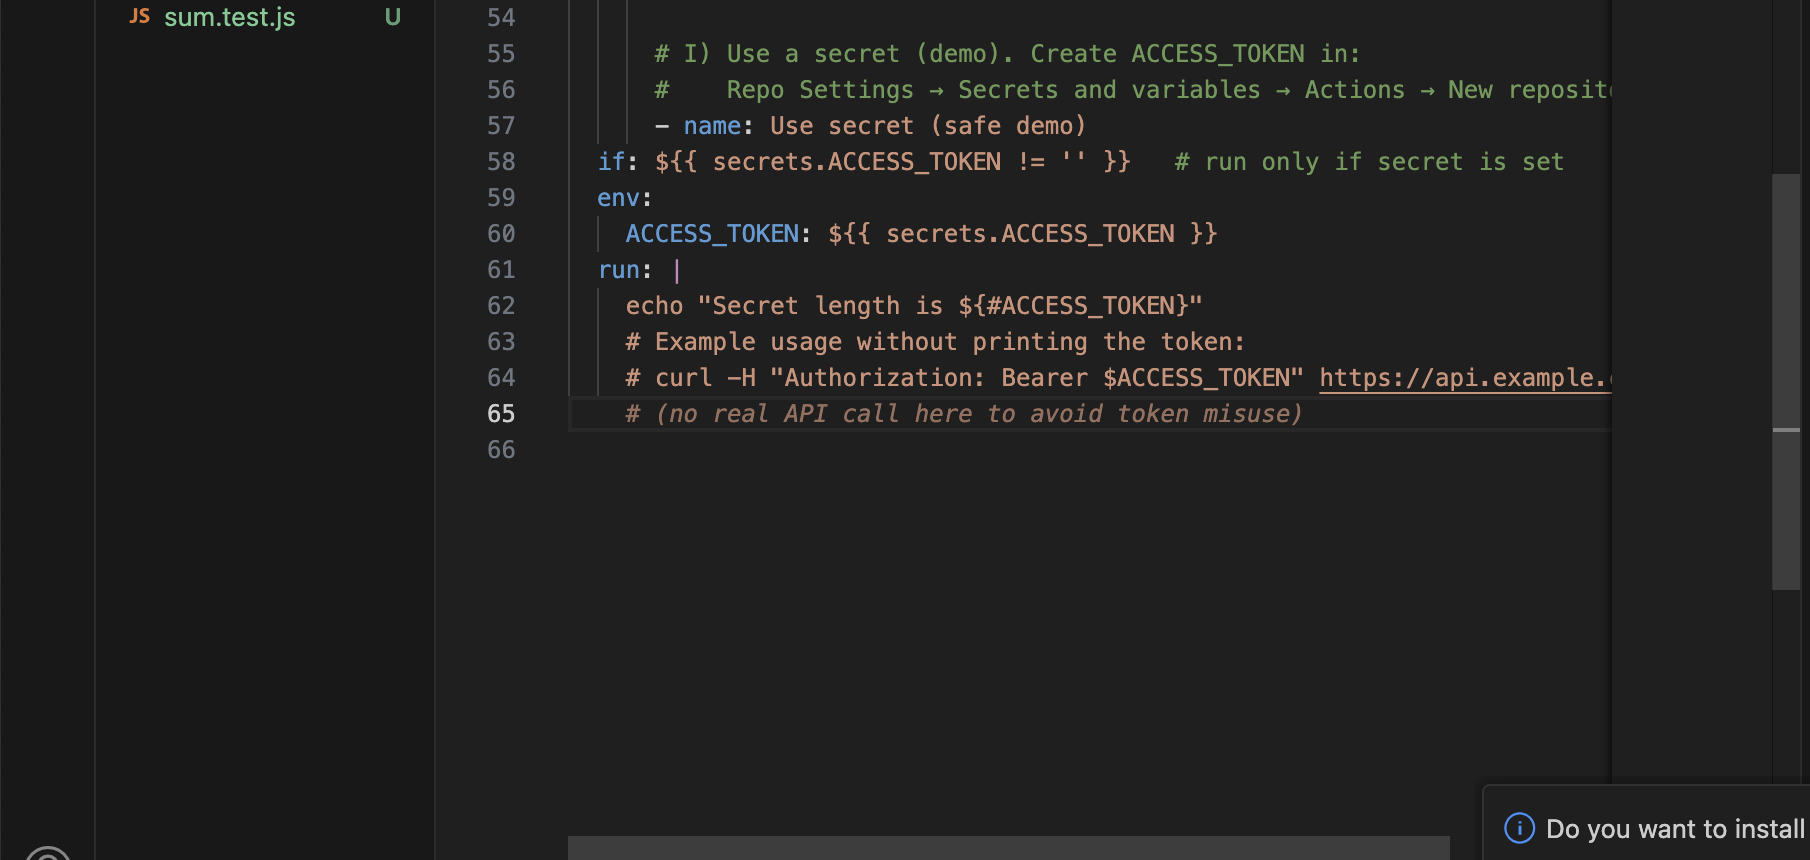 JS sum.test.js U
54
55 # I) Use a secret (demo). Create ACCESS_TOKEN in:
56 # Repo Settings → Secrets and variables → Actions → New reposit
57 - name: Use secret (safe demo)
58 if: ${{ secrets.ACCESS_TOKEN != '' }} # run only if secret is set
59 env:
60 ACCESS_TOKEN: ${{ secrets.ACCESS_TOKEN }}
61 run: |
62 echo "Secret length is ${#ACCESS_TOKEN}"
63 # Example usage without printing the token:
64 # curl -H "Authorization: Bearer $ACCESS_TOKEN" https://api.example.
65 # (no real API call here to avoid token misuse)
66
Do you want to install